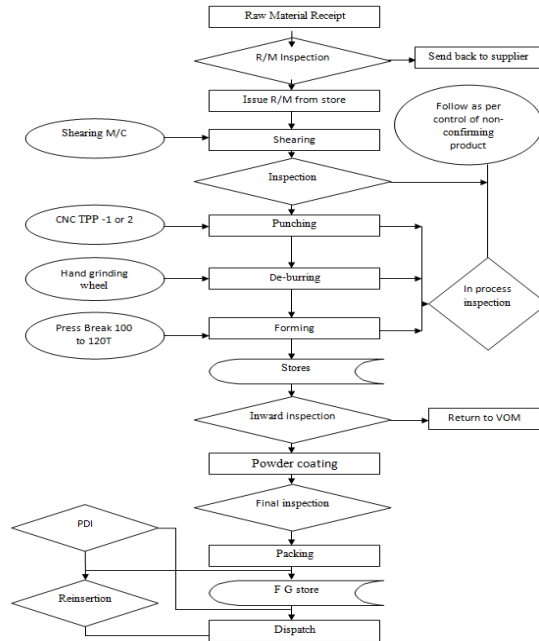 Raw Material Receipt
R/M Inspection
Send back to supplier
Issue R/M from store
Follow as per
control of non-
confirming
product
Shearing M/C
Shearing
Inspection
CNC TPP -1 or 2
Punching
Hand grinding
wheel
De-burring
In process
inspection
Press Break 100
to 120T
Forming
Stores
Inward inspection
Return to VOM
Powder coating
Final inspection
PDI
Packing
Reinsertion
F G store
Dispatch